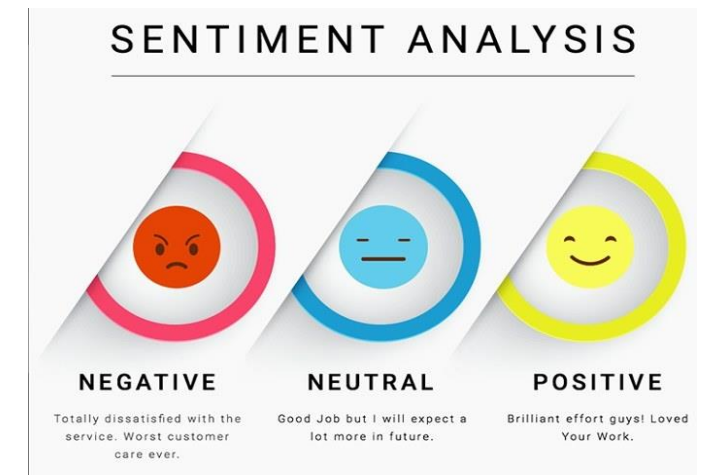 SENTIMENT ANALYSIS
NEGATIVE
Totally dissatisfied with the
service. Worst customer
care ever.
NEUTRAL
Good Job but I will expect a
lot more in future.
POSITIVE
Brilliant effort guys! Loved
Your Work.